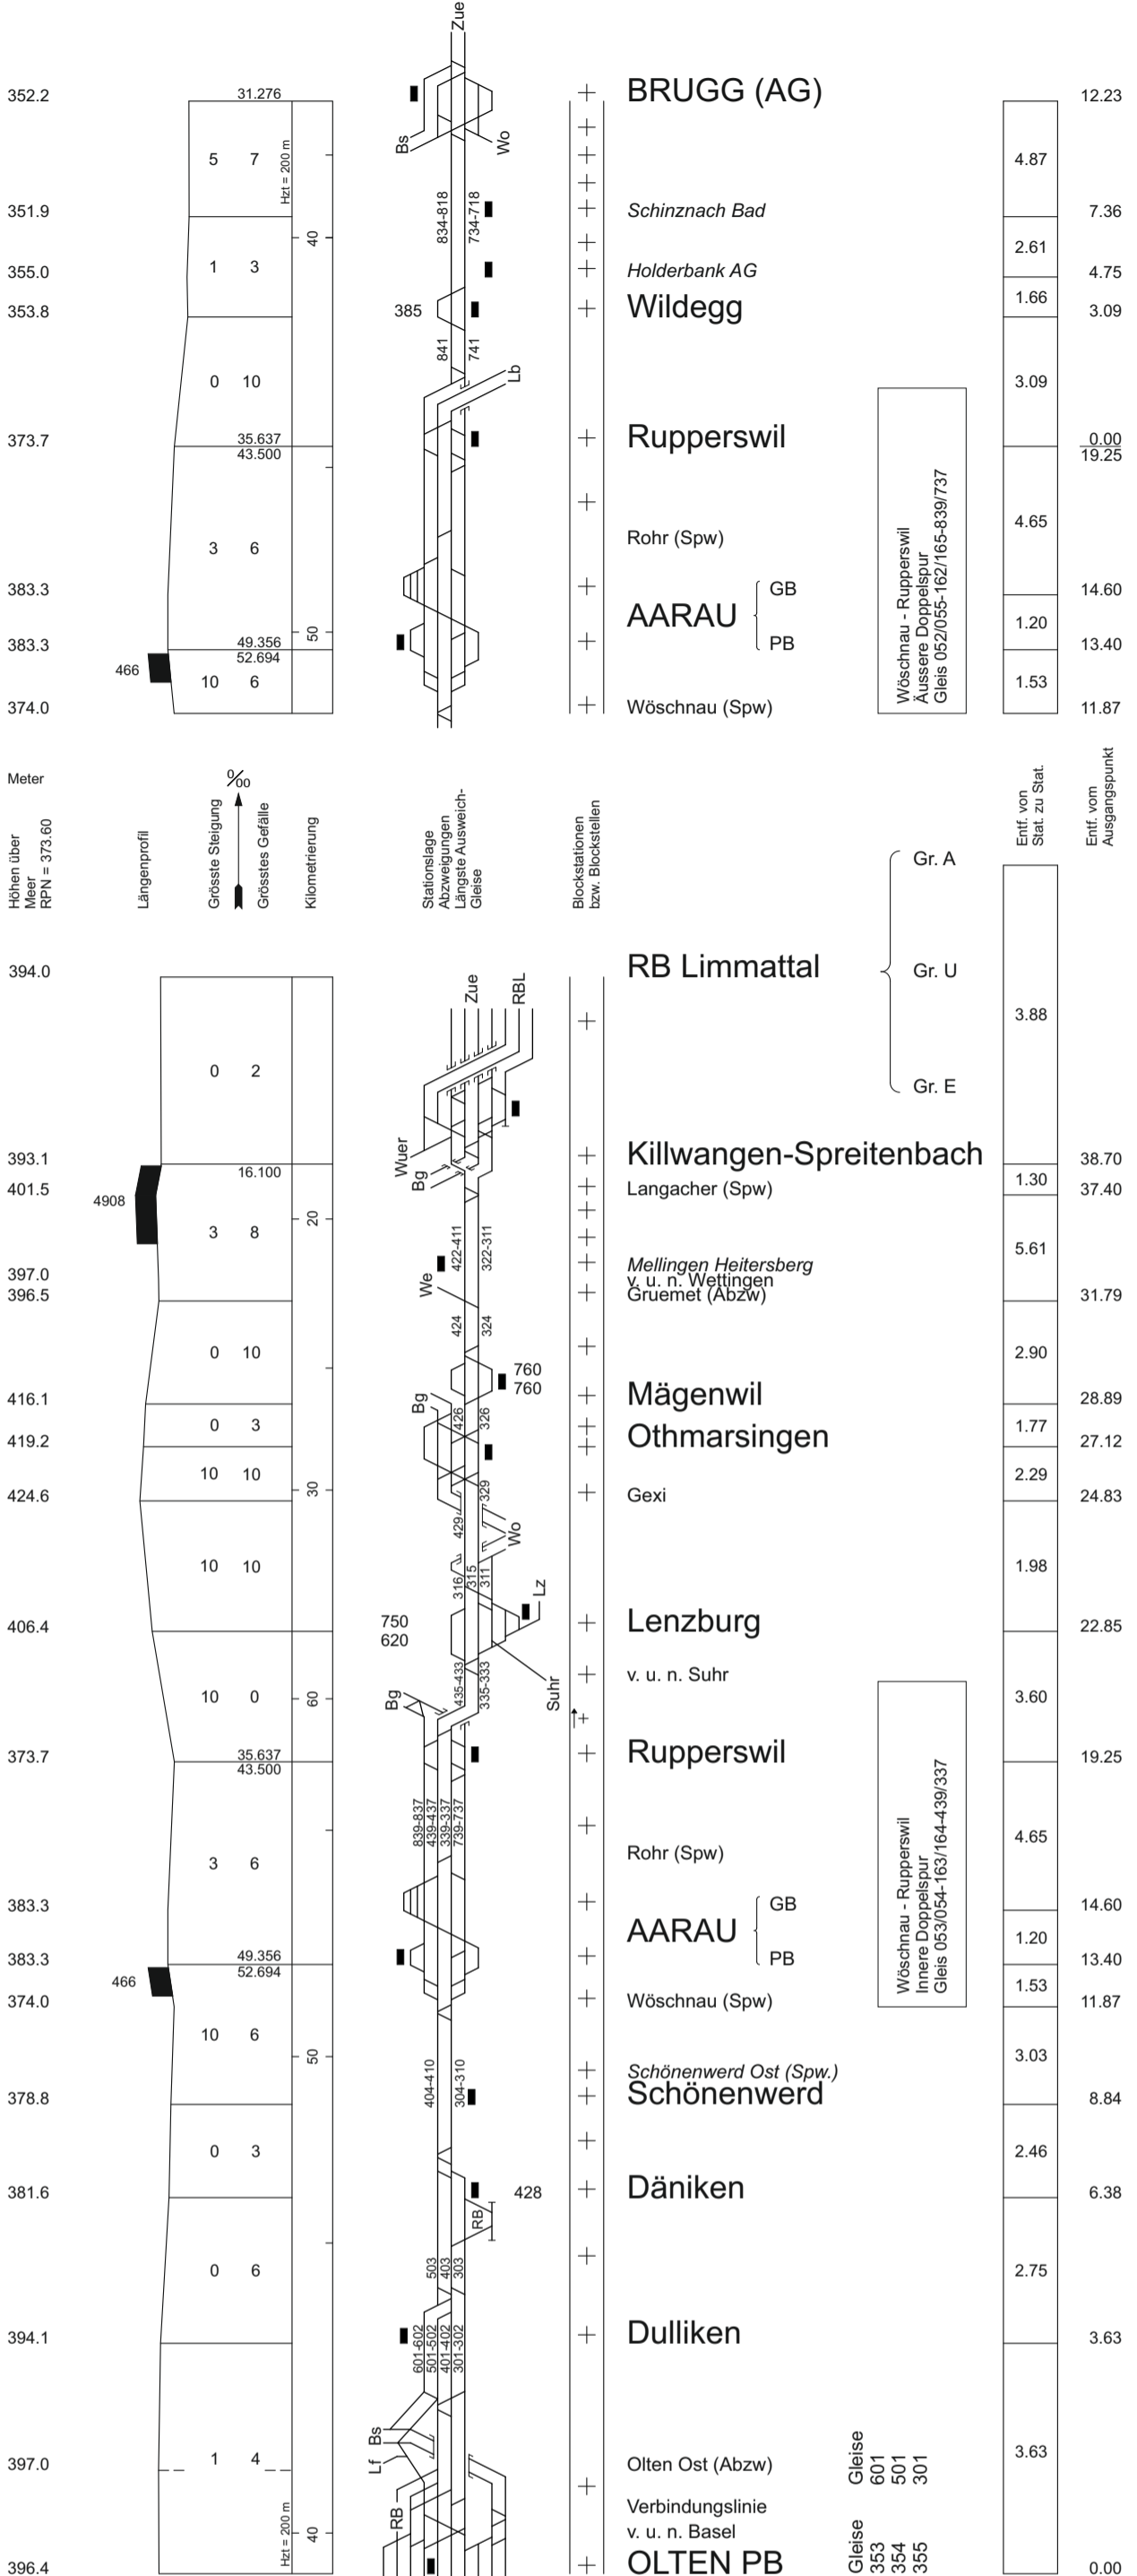 Zue
352.2 31.276 BRUGG (AG) 12.23
Bs Wo
5 7 Hzt = 200 m 4.87
834-818 734-718
351.9 Schinznach Bad 7.36
40 2.61
1 3
355.0 Holderbank AG 4.75
1.66
353.8 385 Wildegg 3.09
841 741
Lb
0 10 3.09
373.7 35.637 Rupperswil 0.00
43.500 19.25
4.65
Rohr (Spw)
3 6
383.3 GB 14.60
AARAU 1.20
50
383.3 49.356 PB 13.40
52.694
466
10 6 1.53
374.0 Wöschnau (Spw) 11.87
Wöschnau - Rupperswil
Äussere Doppelspur
Gleis 052/055-162/165-839/737
Meter
Höhen über
Meer
RPN = 373.60
Längenprofil
‰
Grösste Steigung
Grösstes Gefälle
Kilometrierung
Stationslage
Abzweigungen
Längste Ausweich-
Gleise
Blockstationen
bzw. Blockstellen
Entf. von
Stat. zu Stat.
Entf. vom
Ausgangspunkt
Gr. A
394.0 RB Limmattal Gr. U
Zue RBL
3.88
0 2
Gr. E
Wuer
393.1 Killwangen-Spreitenbach 38.70
16.100 Bg 1.30
401.5 Langacher (Spw) 37.40
4908
20
3 8 422-411 322-311 5.61
397.0 Mellingen Heitersberg
v. u. n. Wettingen
396.5 We Gruemet (Abzw) 31.79
424 324
0 10 2.90
760
760
416.1 Bg Mägenwil 28.89
0 3 426 326 1.77
419.2 Othmarsingen 27.12
10 10 2.29
424.6 30 329 Gexi 24.83
429 Wo
10 10 316 315 311 1.98
Lz
406.4 750 Lenzburg 22.85
620
435-433 335-333 Suhr v. u. n. Suhr
10 0 60 Bg 3.60
373.7 35.637 Rupperswil 19.25
43.500
839-837 439-437 339-337 739-737 4.65
Rohr (Spw)
3 6
383.3 GB 14.60
AARAU 1.20
383.3 49.356 PB 13.40
52.694
466 1.53
374.0 Wöschnau (Spw) 11.87
Wöschnau - Rupperswil
Innere Doppelspur
Gleis 053/054-163/164-439/337
10 6
50 3.03
404-410 304-310 Schönenwerd Ost (Spw.)
378.8 Schönenwerd 8.84
0 3 2.46
381.6 428 Däniken 6.38
RB
0 6 503 403 303 2.75
394.1 Dulliken 3.63
601-602 501-502 401-402 301-302
Bs
Lf
1 4 3.63
397.0 Olten Ost (Abzw)
Gleise
601
501
301
Hzt = 200 m
40
RB
Verbindungslinie
v. u. n. Basel
396.4 OLTEN PB 0.00
Gleise
353
354
355